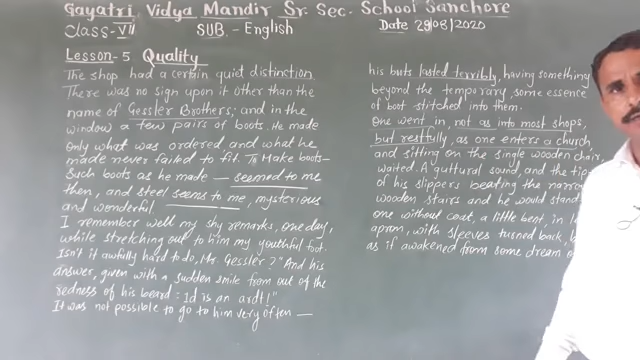 Gayatri Vidya Mandir Sr. Sec. School Sanchore
Class- VII SUB. - English Date 29/08/2020
Lesson-5 Quality
The shop had a certain quiet distinction.
There was no sign upon it other than the
name of Gessler Brothers; and in the
window a few pairs of boots. He made
only what was ordered and what he
made never failed to fit. To make boots-
Such boots as he made — seemed to me
then, and steel seems to me, mysterious
and wonderful
I remember well my shy remarks, one day,
while stretching out to him my youthful foot.
Isn't it awfully hard to do, Mr. Gessler? "And his
answer, given with a sudden smile from out of the
redness of his beard: Id is an ardt!"
It was not possible to go to him very often —
his boots lasted terribly, having something
beyond the temporary, some essence
of boot stitched into them.
One went in, not as into most shops,
but restfully, as one enters a church,
and sitting on the single wooden chair,
waited. A guttural sound, and the tip-
of his slippers beating the narrow
wooden stairs and he would stand
one without coat, a little bent, in
apron, with sleeves turned back,
as if awakened from some dream